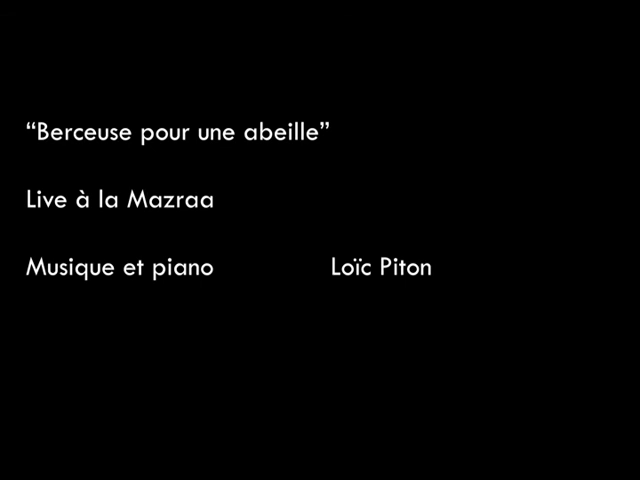 “Berceuse pour une abeille”
Live à la Mazraa
Musique et piano Loïc Piton